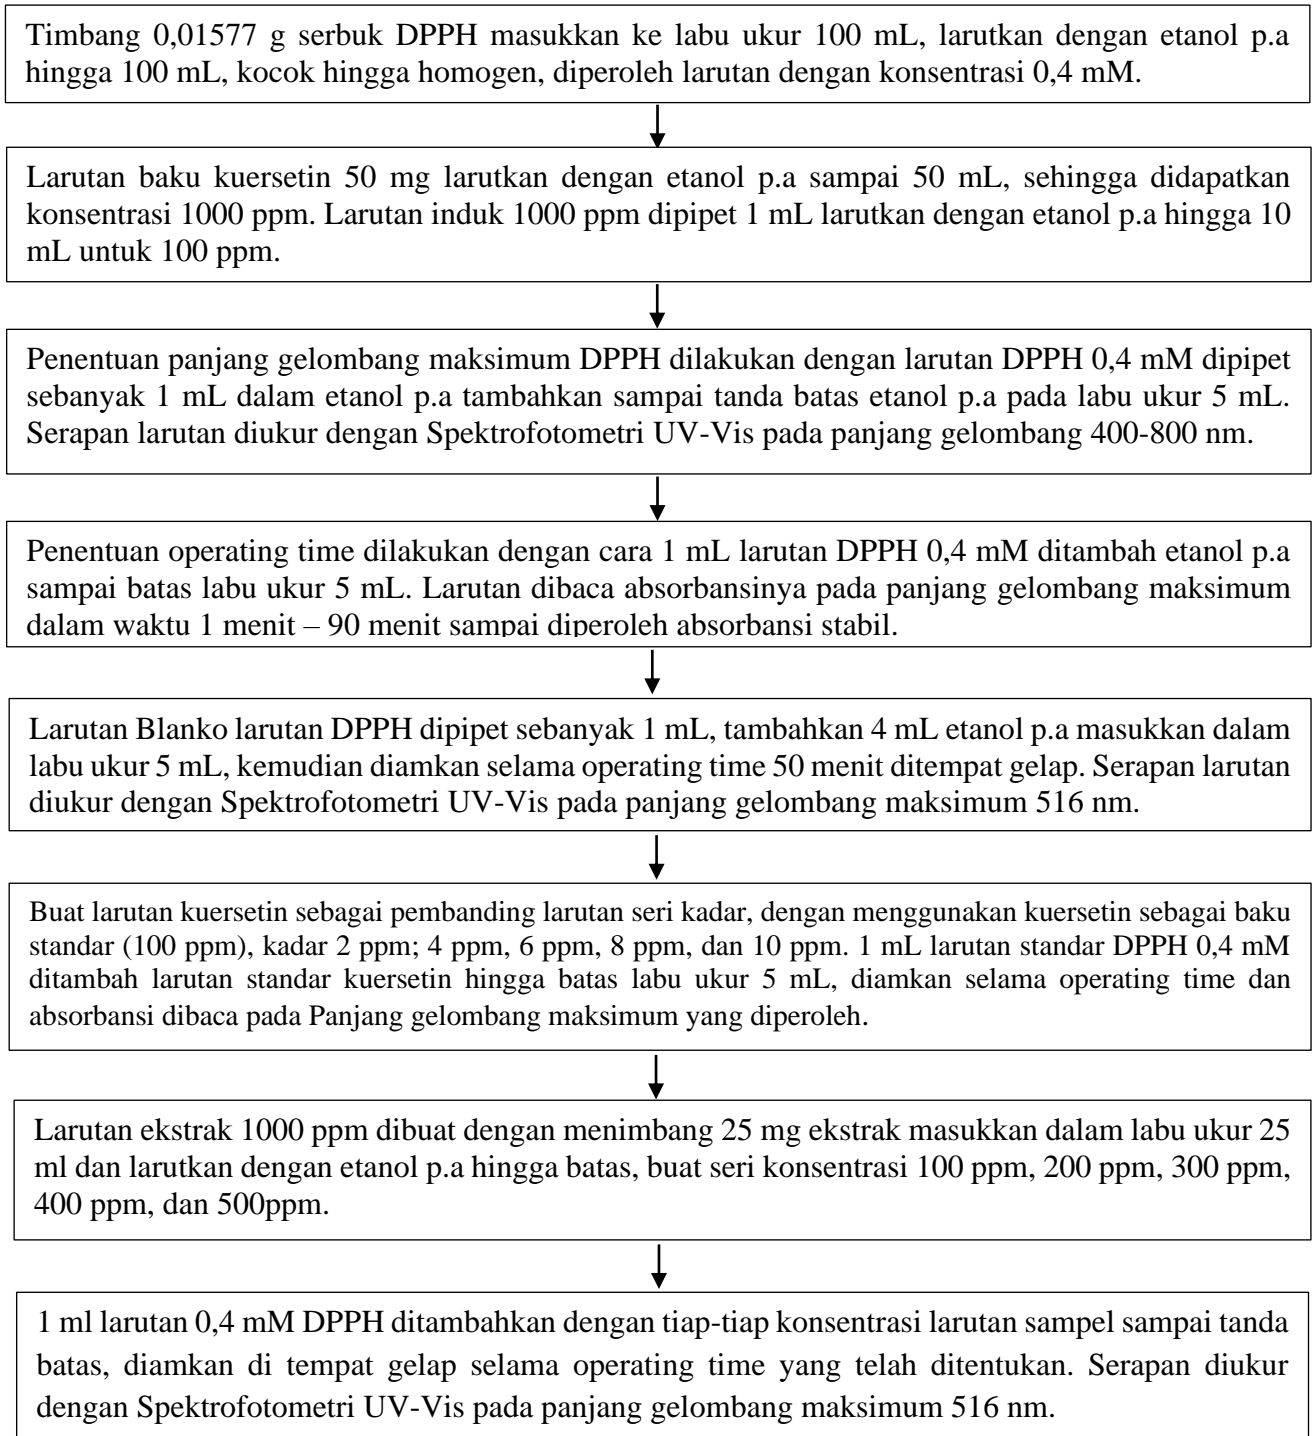 Timbang 0,01577 g serbuk DPPH masukkan ke labu ukur 100 mL, larutkan dengan etanol p.a
hingga 100 mL, kocok hingga homogen, diperoleh larutan dengan konsentrasi 0,4 mM.
Larutan baku kuersetin 50 mg larutkan dengan etanol p.a sampai 50 mL, sehingga didapatkan
konsentrasi 1000 ppm. Larutan induk 1000 ppm dipipet 1 mL larutkan dengan etanol p.a hingga 10
mL untuk 100 ppm.
Penentuan panjang gelombang maksimum DPPH dilakukan dengan larutan DPPH 0,4 mM dipipet
sebanyak 1 mL dalam etanol p.a tambahkan sampai tanda batas etanol p.a pada labu ukur 5 mL.
Serapan larutan diukur dengan Spektrofotometri UV-Vis pada panjang gelombang 400-800 nm.
Penentuan operating time dilakukan dengan cara 1 mL larutan DPPH 0,4 mM ditambah etanol p.a
sampai batas labu ukur 5 mL. Larutan dibaca absorbansinya pada panjang gelombang maksimum
dalam waktu 1 menit – 90 menit sampai diperoleh absorbansi stabil.
Larutan Blanko larutan DPPH dipipet sebanyak 1 mL, tambahkan 4 mL etanol p.a masukkan dalam
labu ukur 5 mL, kemudian diamkan selama operating time 50 menit ditempat gelap. Serapan larutan
diukur dengan Spektrofotometri UV-Vis pada panjang gelombang maksimum 516 nm.
Buat larutan kuersetin sebagai pembanding larutan seri kadar, dengan menggunakan kuersetin sebagai baku
standar (100 ppm), kadar 2 ppm; 4 ppm, 6 ppm, 8 ppm, dan 10 ppm. 1 mL larutan standar DPPH 0,4 mM
ditambah larutan standar kuersetin hingga batas labu ukur 5 mL, diamkan selama operating time dan
absorbansi dibaca pada Panjang gelombang maksimum yang diperoleh.
Larutan ekstrak 1000 ppm dibuat dengan menimbang 25 mg ekstrak masukkan dalam labu ukur 25
ml dan larutkan dengan etanol p.a hingga batas, buat seri konsentrasi 100 ppm, 200 ppm, 300 ppm,
400 ppm, dan 500ppm.
1 ml larutan 0,4 mM DPPH ditambahkan dengan tiap-tiap konsentrasi larutan sampel sampai tanda
batas, diamkan di tempat gelap selama operating time yang telah ditentukan. Serapan diukur
dengan Spektrofotometri UV-Vis pada panjang gelombang maksimum 516 nm.